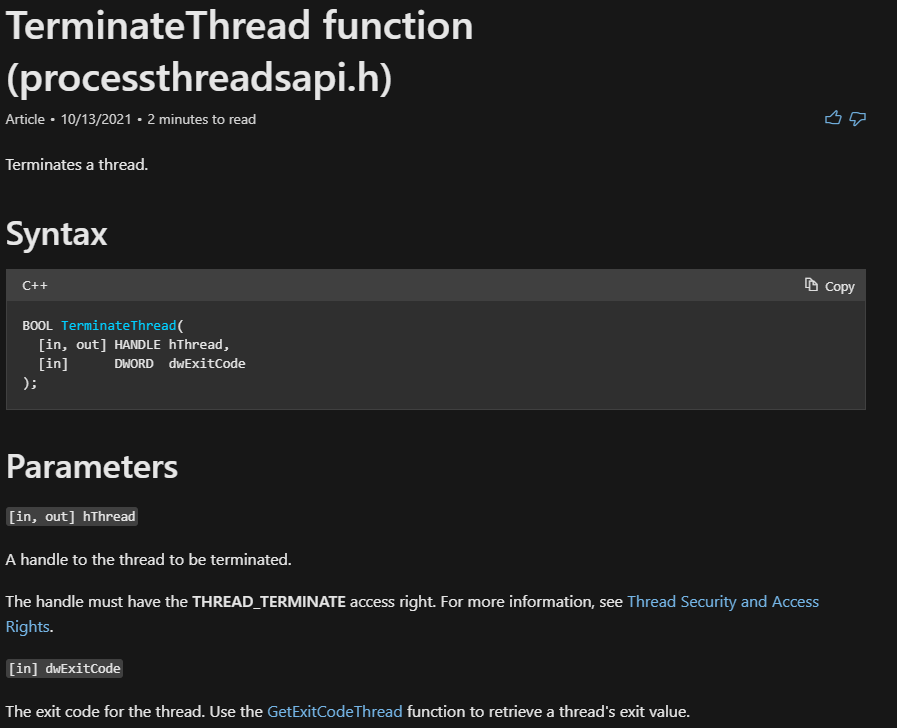 TerminateThread function
(processthreadsapi.h)
Article • 10/13/2021 • 2 minutes to read
Terminates a thread.
Syntax
C++
Copy
BOOL TerminateThread(
  [in, out] HANDLE hThread,
  [in]      DWORD  dwExitCode
);
Parameters
[in, out] hThread
A handle to the thread to be terminated.
The handle must have the THREAD_TERMINATE access right. For more information, see Thread Security and Access
Rights.
[in] dwExitCode
The exit code for the thread. Use the GetExitCodeThread function to retrieve a thread's exit value.